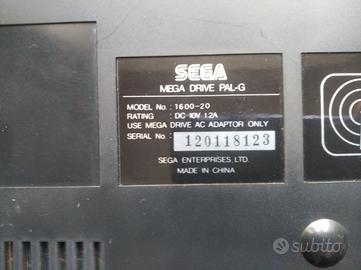 SEGA
MEGA DRIVE PAL-G
MODEL No. : 1600-20
RATING : DC 10V 1.2A
USE MEGA DRIVE AC ADAPTOR ONLY
SERIAL No. : 120118123
SEGA ENTERPRISES, LTD.
MADE IN CHINA
subito